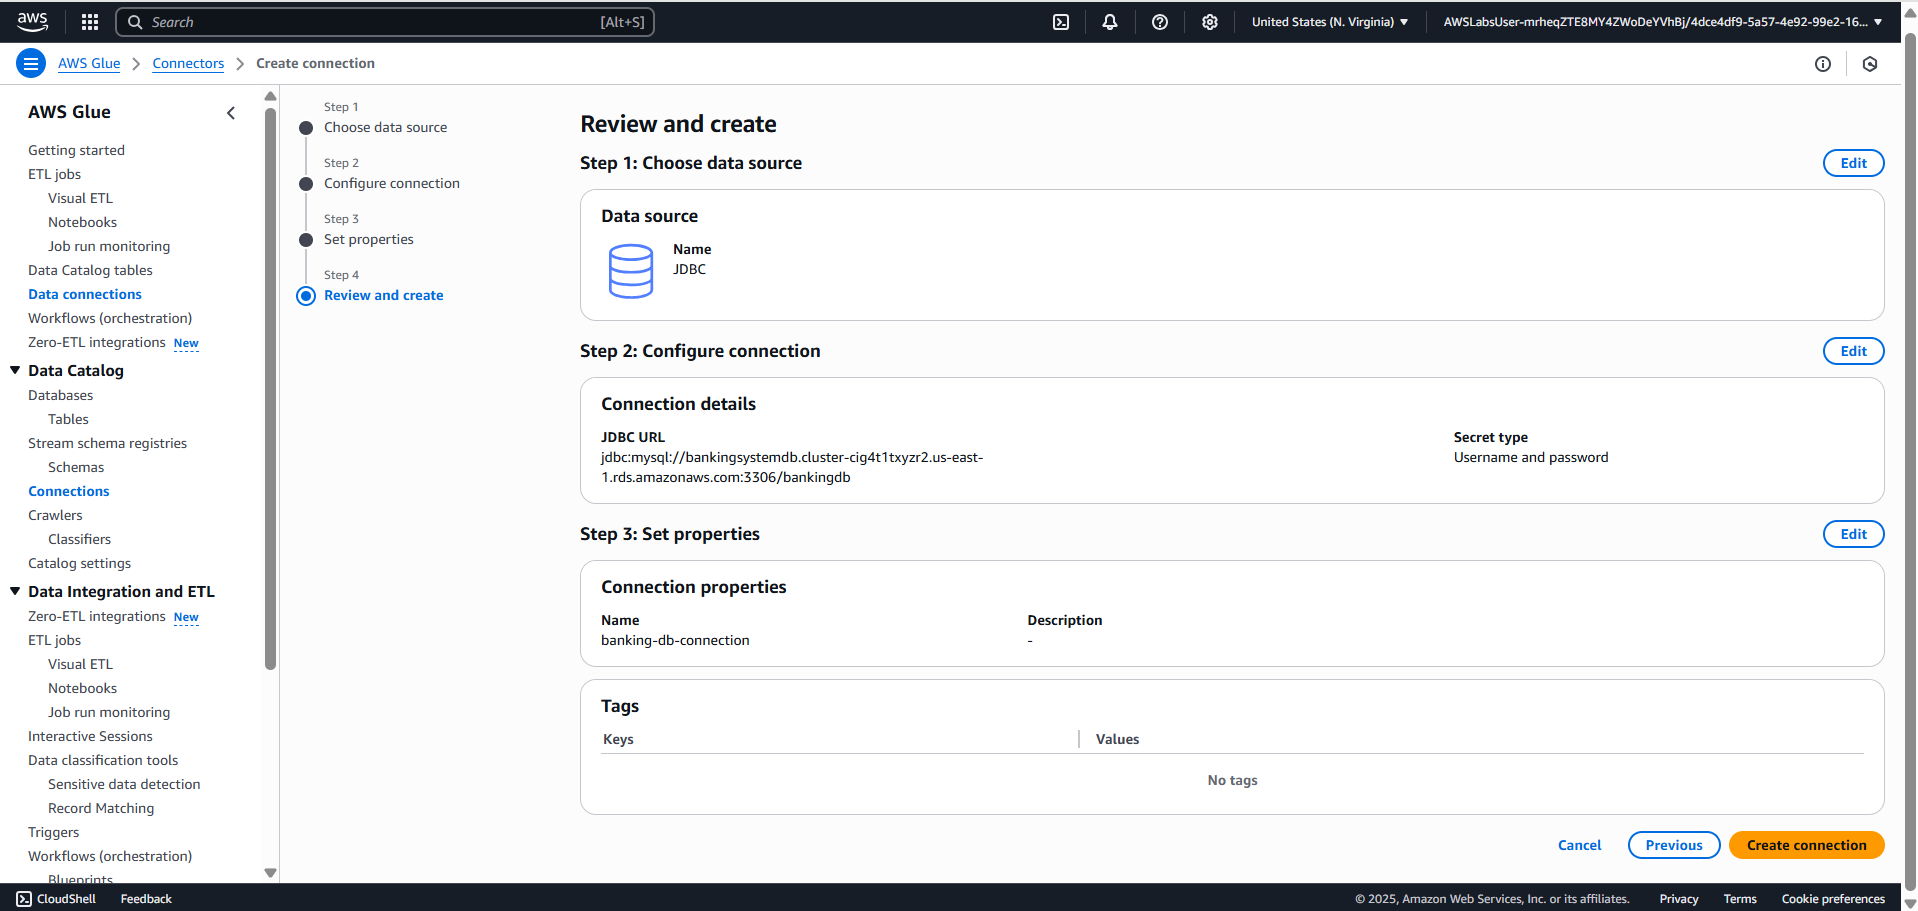 aws
Search
[Alt+S]
United States (N. Virginia)
AWSLabsUser-mrheqZTE8MY4ZWoDeYVhBj/4dce4df9-5a57-4e92-99e2-16...
AWS Glue
Connectors
Create connection
AWS Glue
Getting started
ETL jobs
Visual ETL
Notebooks
Job run monitoring
Data Catalog tables
Data connections
Workflows (orchestration)
Zero-ETL integrations New
Data Catalog
Databases
Tables
Stream schema registries
Schemas
Connections
Crawlers
Classifiers
Catalog settings
Data Integration and ETL
Zero-ETL integrations New
ETL jobs
Visual ETL
Notebooks
Job run monitoring
Interactive Sessions
Data classification tools
Sensitive data detection
Record Matching
Triggers
Workflows (orchestration)
Blueprints
Step 1
Choose data source
Step 2
Configure connection
Step 3
Set properties
Step 4
Review and create
Review and create
Step 1: Choose data source
Edit
Data source
Name
JDBC
Step 2: Configure connection
Edit
Connection details
JDBC URL
jdbc:mysql://bankingsystemdb.cluster-cig4t1txyzr2.us-east-
1.rds.amazonaws.com:3306/bankingdb
Secret type
Username and password
Step 3: Set properties
Edit
Connection properties
Name
banking-db-connection
Description
-
Tags
Keys
Values
No tags
Cancel
Previous
Create connection
CloudShell
Feedback
© 2025, Amazon Web Services, Inc. or its affiliates.
Privacy
Terms
Cookie preferences